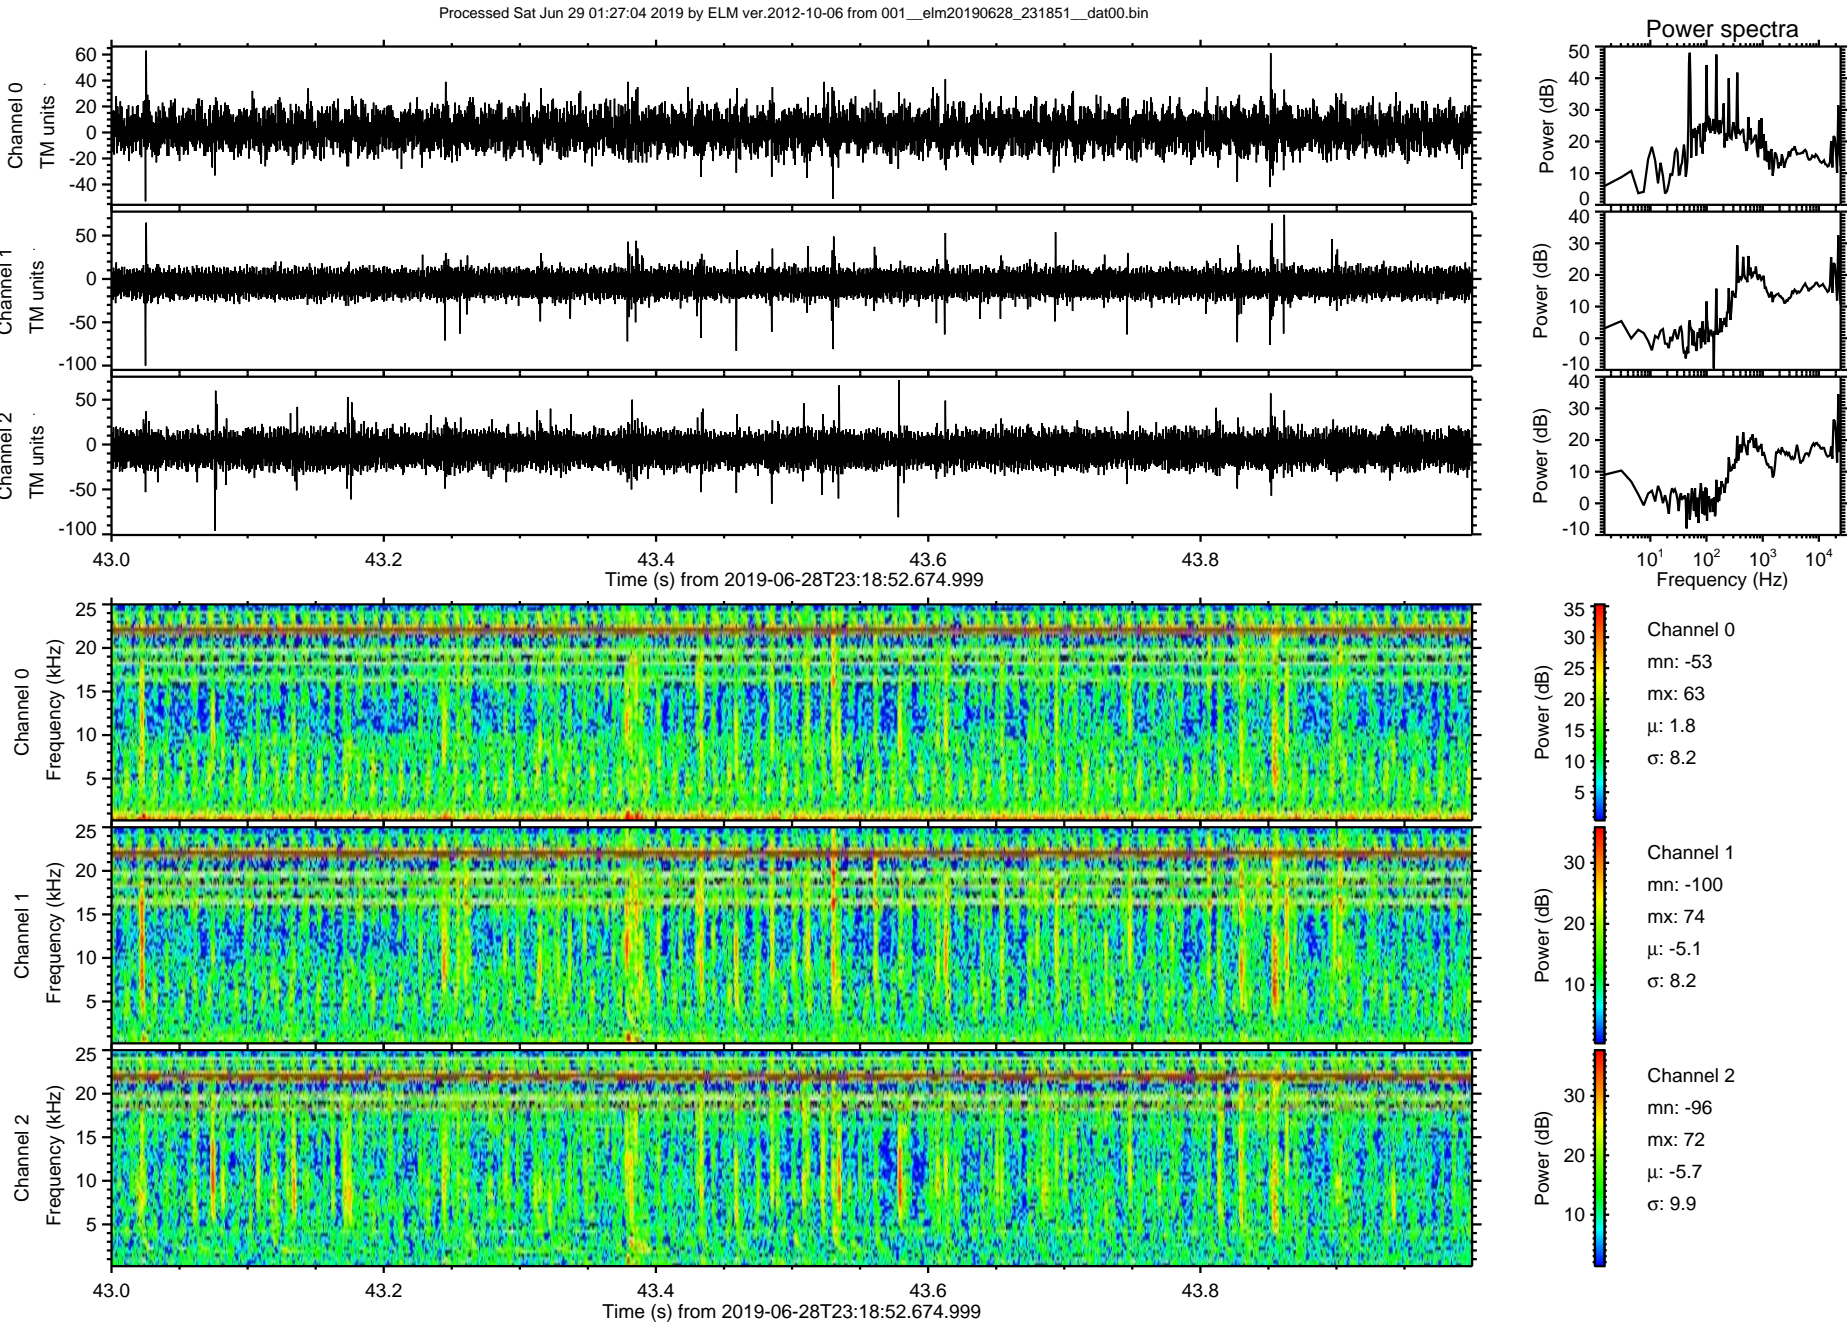 Processed Sat Jun 29 01:27:04 2019 by ELM ver.2012-10-06 from 001__elm20190628_231851__dat00.bin
Power spectra
Channel 0
TM units
60
40
20
0
-20
-40
Power (dB)
50
40
30
20
10
0
Channel 1
TM units
50
0
-50
-100
Power (dB)
40
30
20
10
0
-10
Channel 2
TM units
50
0
-50
-100
Power (dB)
40
30
20
10
0
-10
43.0 43.2 43.4 43.6 43.8
Time (s) from 2019-06-28T23:18:52.674.999
10^1 10^2 10^3 10^4
Frequency (Hz)
Channel 0
Frequency (kHz)
25
20
15
10
5
Power (dB)
35
30
25
20
15
10
5
Channel 0
mn: -53
mx: 63
μ: 1.8
σ: 8.2
Channel 1
Frequency (kHz)
25
20
15
10
5
Power (dB)
30
20
10
Channel 1
mn: -100
mx: 74
μ: -5.1
σ: 8.2
Channel 2
Frequency (kHz)
25
20
15
10
5
Power (dB)
30
20
10
Channel 2
mn: -96
mx: 72
μ: -5.7
σ: 9.9
43.0 43.2 43.4 43.6 43.8
Time (s) from 2019-06-28T23:18:52.674.999